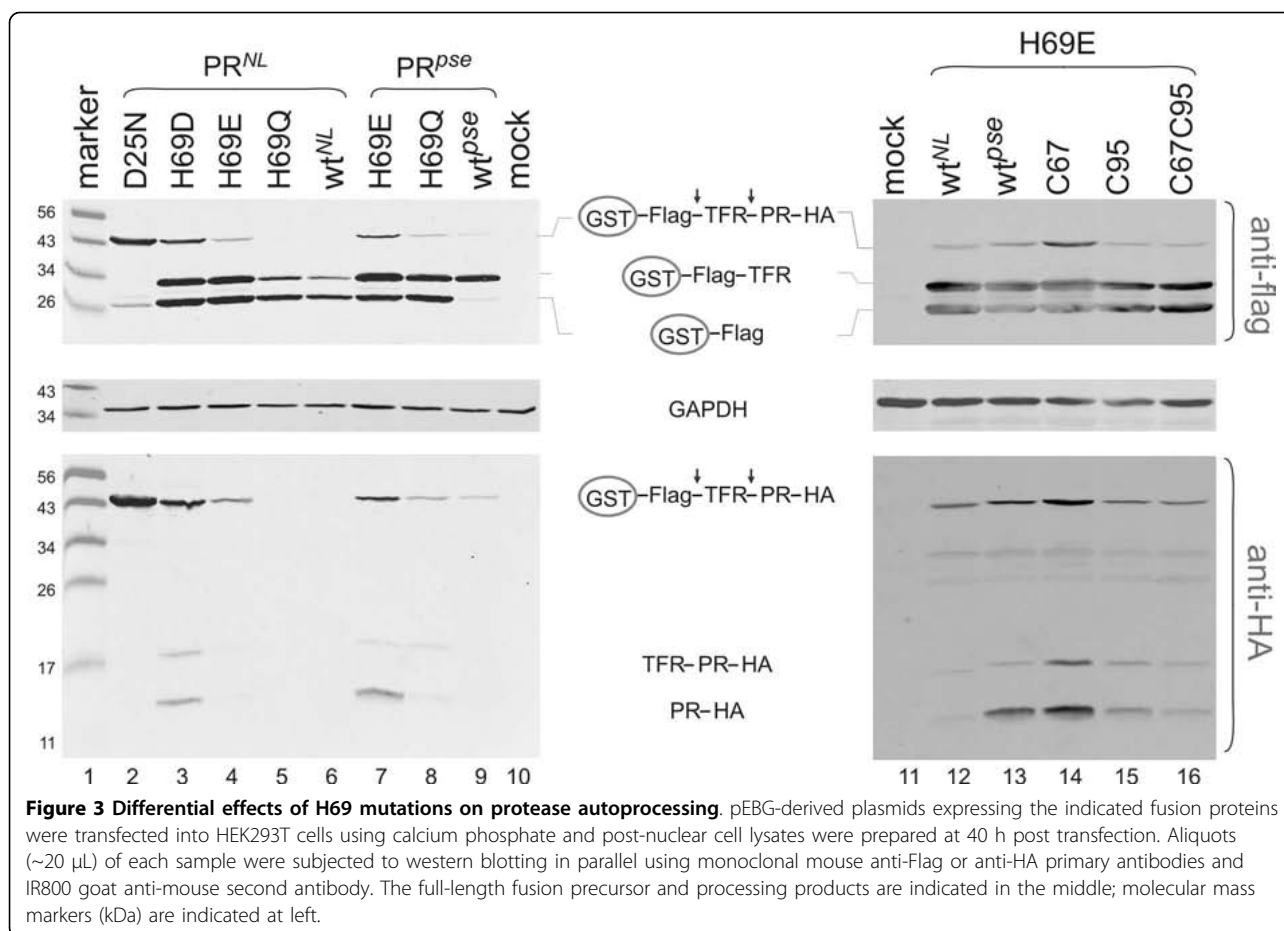 PR^NL
PR^pse
H69E
marker
D25N
H69D
H69E
H69Q
wt^NL
H69E
H69Q
wt^pse
mock
mock
wt^NL
wt^pse
C67
C95
C67C95
56
43
34
26
GST–Flag–TFR–PR–HA
GST–Flag–TFR
GST–Flag
anti-flag
43
34
GAPDH
56
43
34
26
17
11
GST–Flag–TFR–PR–HA
TFR–PR–HA
PR–HA
anti-HA
1 2 3 4 5 6 7 8 9 10 11 12 13 14 15 16
Figure 3 Differential effects of H69 mutations on protease autoprocessing. pEBG-derived plasmids expressing the indicated fusion proteins
were transfected into HEK293T cells using calcium phosphate and post-nuclear cell lysates were prepared at 40 h post transfection. Aliquots
(~20 μL) of each sample were subjected to western blotting in parallel using monoclonal mouse anti-Flag or anti-HA primary antibodies and
IR800 goat anti-mouse second antibody. The full-length fusion precursor and processing products are indicated in the middle; molecular mass
markers (kDa) are indicated at left.